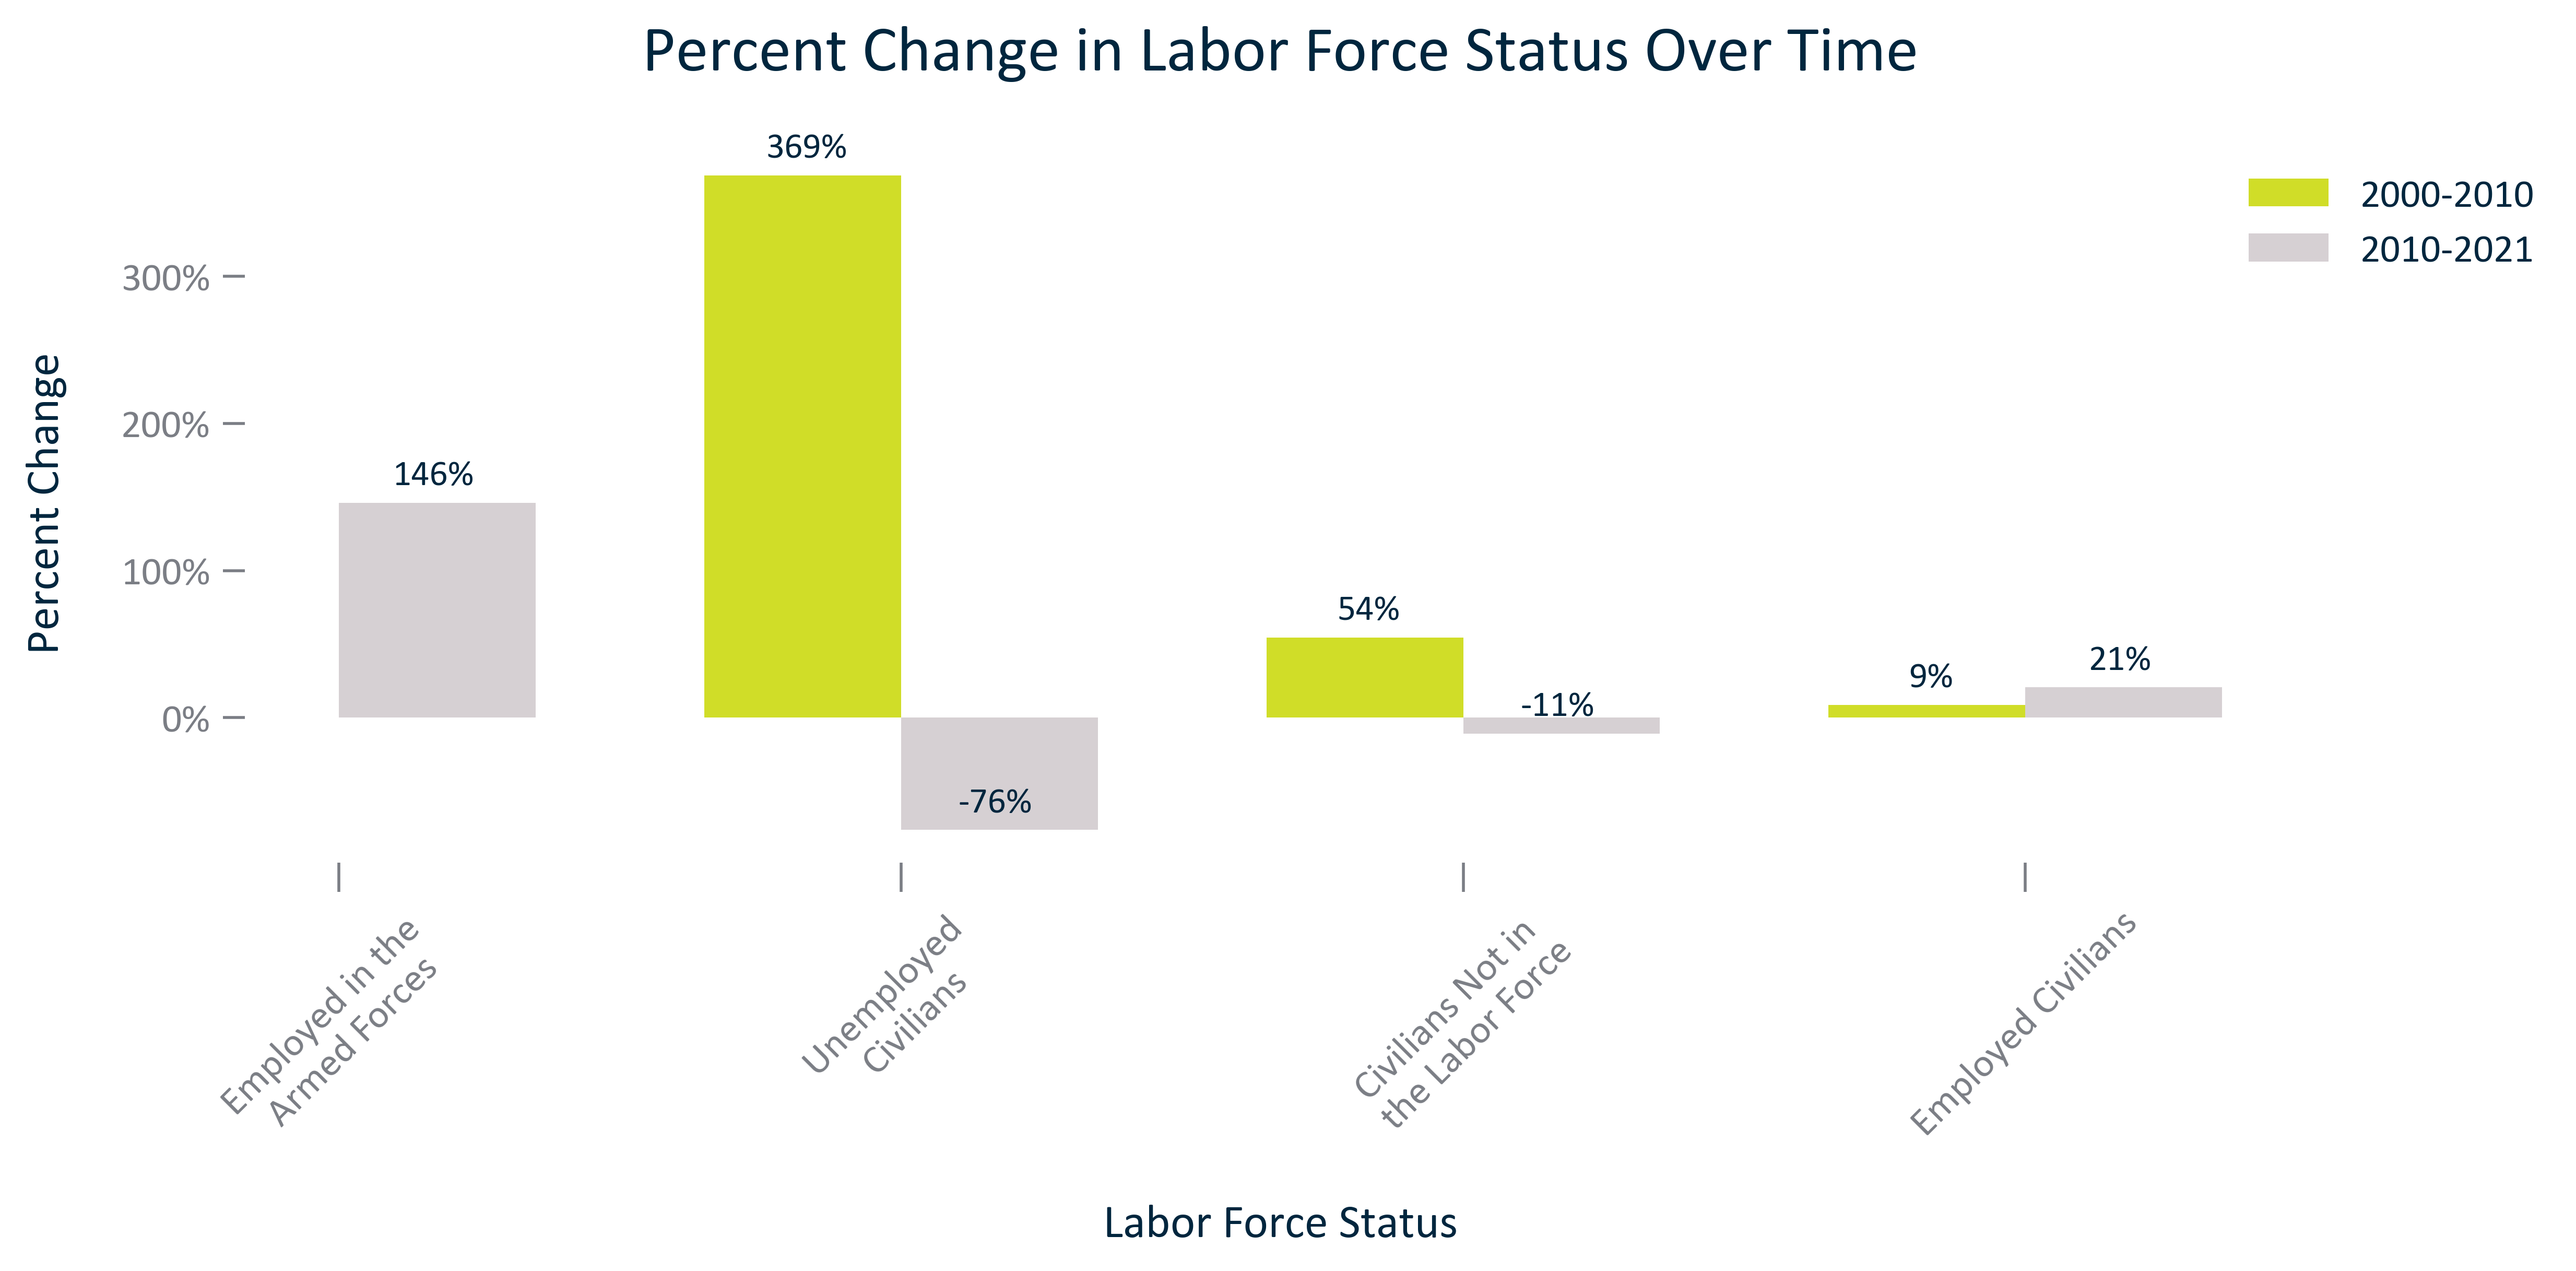 Percent Change in Labor Force Status Over Time
369%
2000-2010
2010-2021
300%
200%
146%
100%
54%
-11%
9%
21%
0%
-76%
Percent Change
Employed in the
Armed Forces
Unemployed
Civilians
Civilians Not in
the Labor Force
Employed Civilians
Labor Force Status